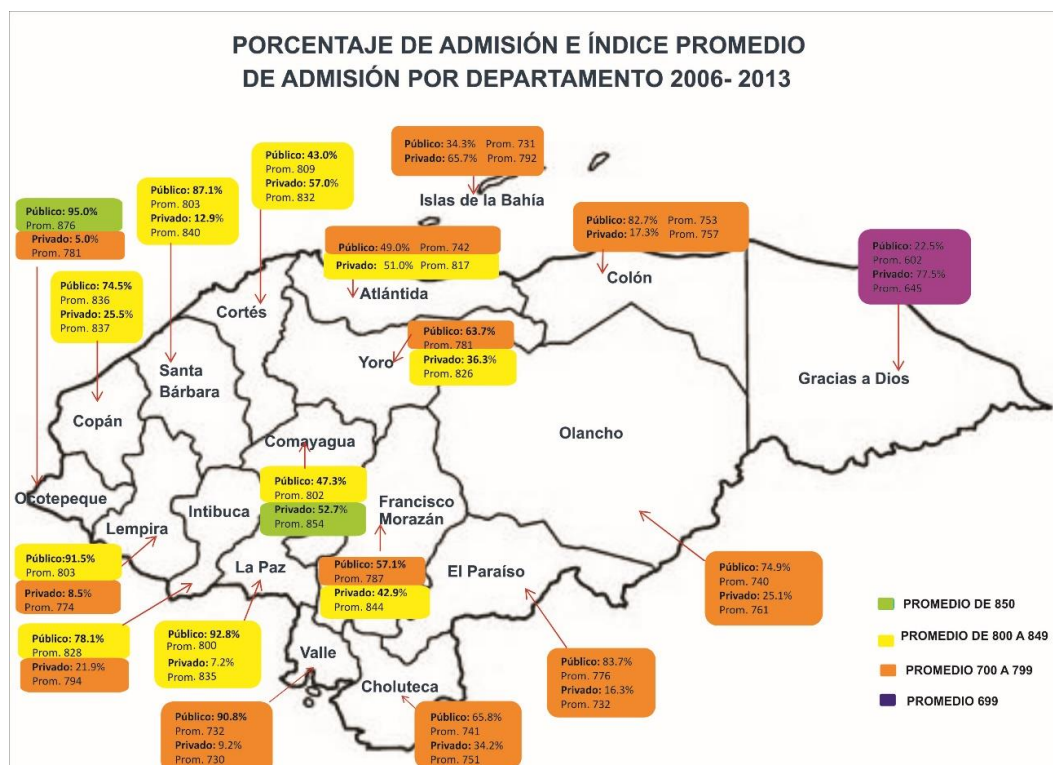 PORCENTAJE DE ADMISIÓN E ÍNDICE PROMEDIO
DE ADMISIÓN POR DEPARTAMENTO 2006- 2013
Público: 34.3% Prom. 731
Privado: 65.7% Prom. 792
Islas de la Bahía
Público: 43.0%
Prom. 809
Privado: 57.0%
Prom. 832
Público: 87.1%
Prom. 803
Privado: 12.9%
Prom. 840
Público: 95.0%
Prom. 876
Privado: 5.0%
Prom. 781
Público: 82.7% Prom. 753
Privado: 17.3% Prom. 757
Público: 22.5%
Prom. 602
Privado: 77.5%
Prom. 645
Público: 49.0% Prom. 742
Privado: 51.0% Prom. 817
Atlántida
Colón
Público: 74.5%
Prom. 836
Privado: 25.5%
Prom. 837
Cortés
Público: 63.7%
Prom. 781
Privado: 36.3%
Prom. 826
Yoro
Santa
Bárbara
Gracias a Dios
Copán
Comayagua
Olancho
Público: 47.3%
Prom. 802
Privado: 52.7%
Prom. 854
Ocotepeque
Lempira
Intibuca
Francisco
Morazán
Público:91.5%
Prom. 803
Privado: 8.5%
Prom. 774
La Paz
Público: 57.1%
Prom. 787
Privado: 42.9%
Prom. 844
El Paraíso
Público: 74.9%
Prom. 740
Privado: 25.1%
Prom. 761
Público: 78.1%
Prom. 828
Privado: 21.9%
Prom. 794
Público: 92.8%
Prom. 800
Privado: 7.2%
Prom. 835
Valle
Choluteca
Público: 83.7%
Prom. 776
Privado: 16.3%
Prom. 732
Público: 90.8%
Prom. 732
Privado: 9.2%
Prom. 730
Público: 65.8%
Prom. 741
Privado: 34.2%
Prom. 751
PROMEDIO DE 850
PROMEDIO DE 800 A 849
PROMEDIO 700 A 799
PROMEDIO 699